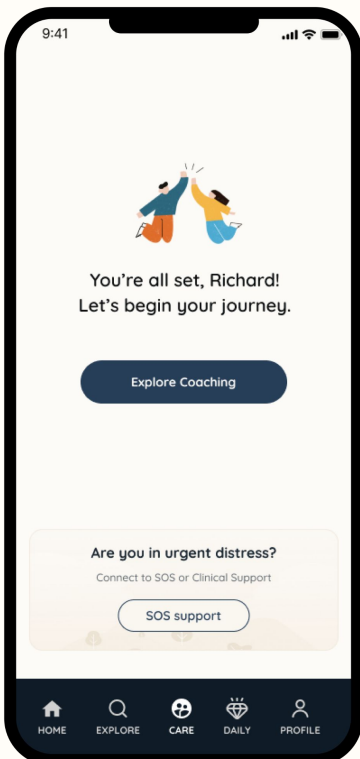 9:41
You're all set, Richard!
Let's begin your journey.
Explore Coaching
Are you in urgent distress?
Connect to SOS or Clinical Support
SOS support
HOME
EXPLORE
CARE
DAILY
PROFILE